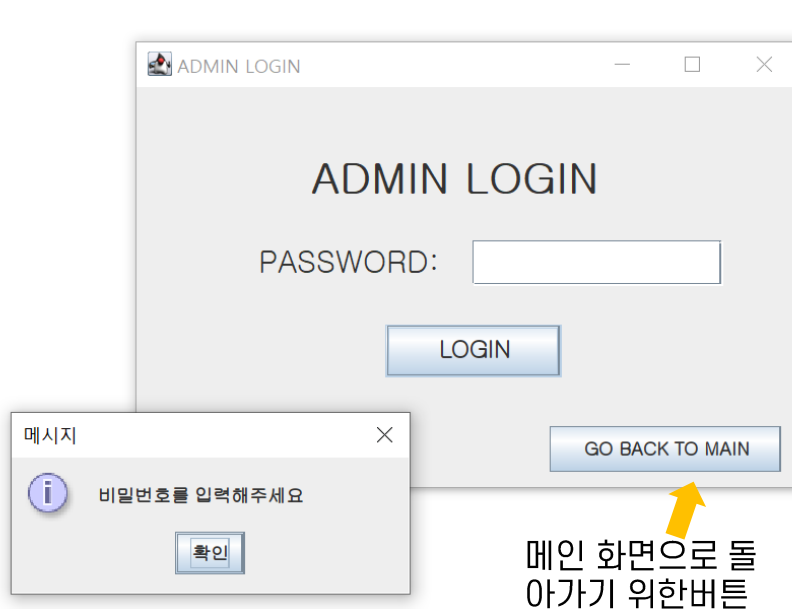 ADMIN LOGIN
ADMIN LOGIN
PASSWORD:
LOGIN
메시지
비밀번호를 입력해주세요
확인
GO BACK TO MAIN
메인 화면으로 돌
아가기 위한버튼